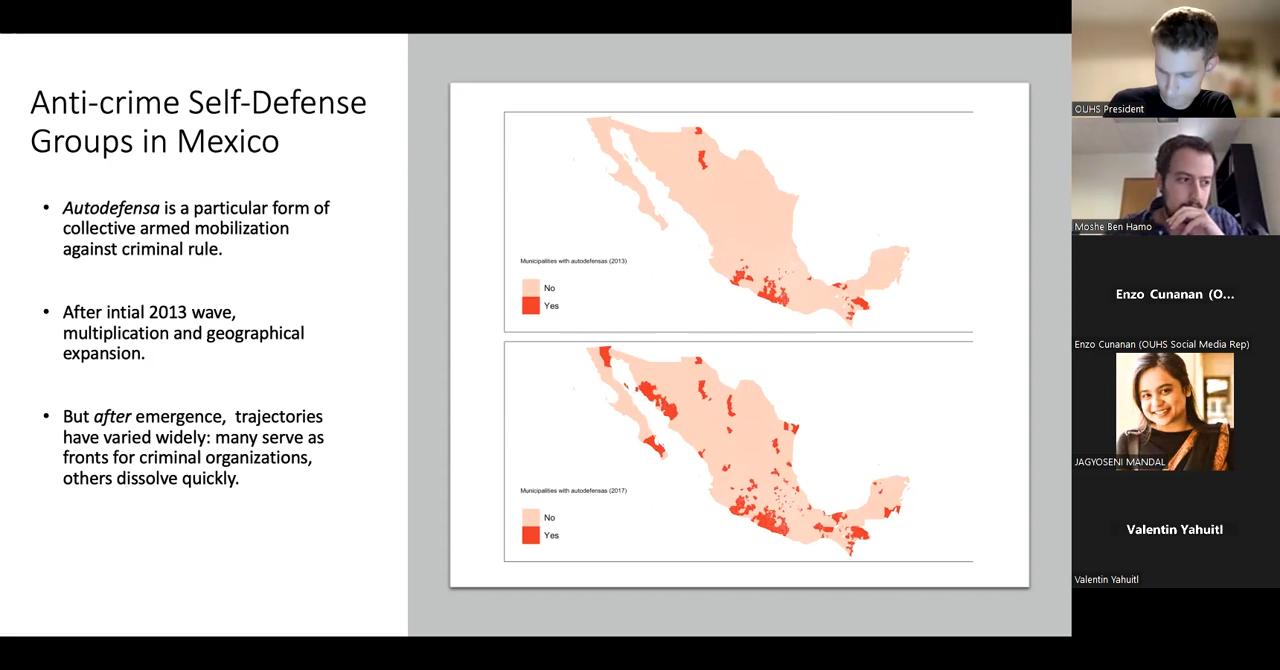 Anti-crime Self-Defense
Groups in Mexico
• Autodefensa is a particular form of
collective armed mobilization
against criminal rule.
• After intial 2013 wave,
multiplication and geographical
expansion.
• But after emergence, trajectories
have varied widely: many serve as
fronts for criminal organizations,
others dissolve quickly.
Municipalities with autodefensas (2013)
No
Yes
Municipalities with autodefensas (2017)
No
Yes
OUHS President
Moshe Ben Hamo
Enzo Cunanan (O...
Enzo Cunanan (OUHS Social Media Rep)
JAGYOSENI MANDAL
Valentin Yahuitl
Valentin Yahuitl